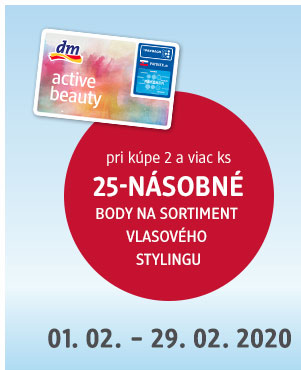 dm
active
beauty
pri kúpe 2 a viac ks
25-NÁSOBNÉ
BODY NA SORTIMENT
VLASOVÉHO
STYLINGU
01. 02. – 29. 02. 2020